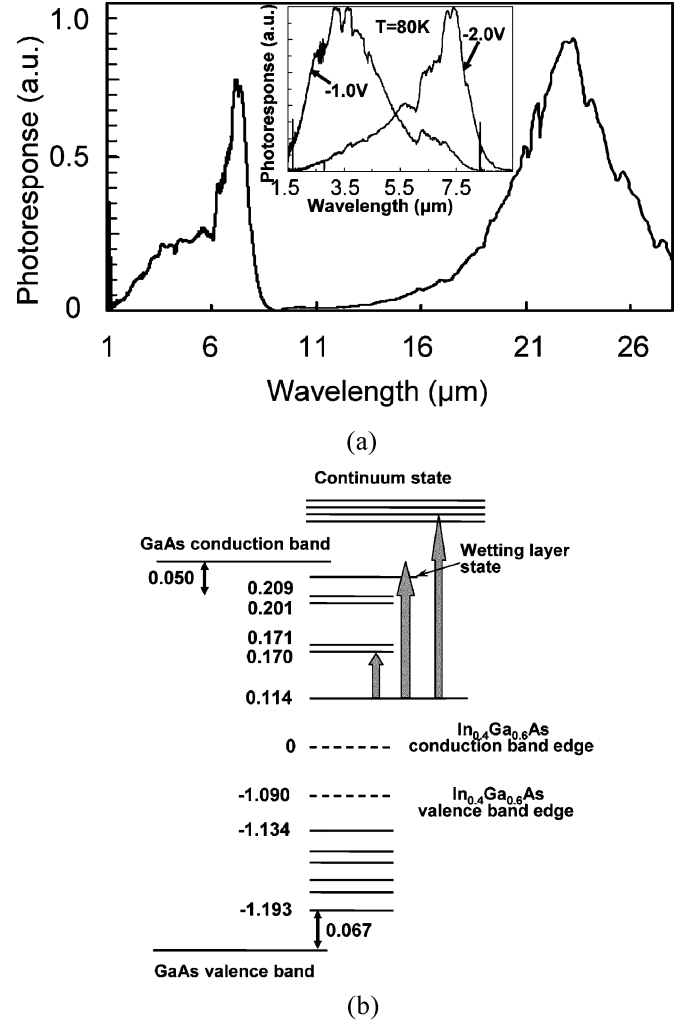 1.0
0.5
0
Photoresponse (a.u.)
1 6 11 16 21 26
Wavelength (µm)
T=80K
-2.0V
-1.0V
Photoresponse (a.u.)
1.5 3.5 5.5 7.5
Wavelength (µm)
(a)
Continuum state
GaAs conduction band
Wetting layer
state
0.050
0.209
0.201
0.171
0.170
0.114
0
In0.4Ga0.6As
conduction band edge
-1.090
In0.4Ga0.6As
valence band edge
-1.134
-1.193
0.067
GaAs valence band
(b)